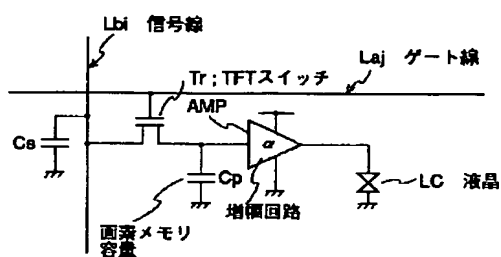 Lbi 信号線
Tr ; TFTスイッチ
Laj ゲート線
AMP
Cs
α
Cp
増幅回路
LC 液晶
画素メモリ
容量